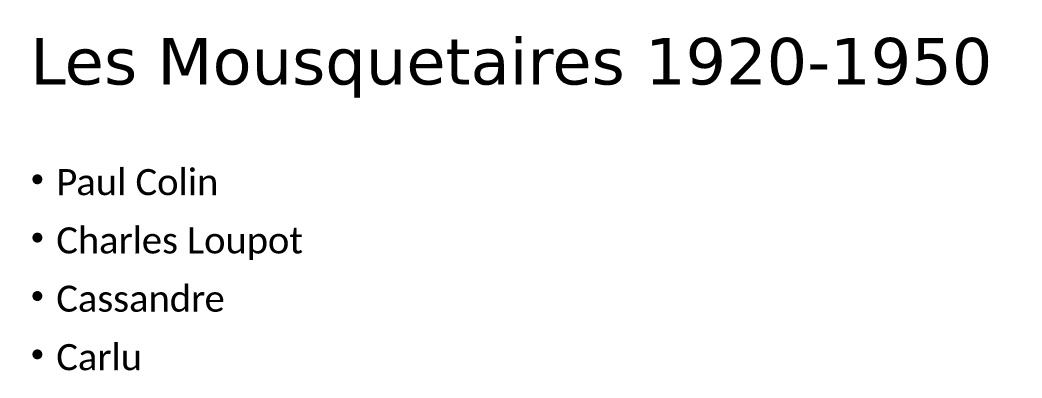 Les Mousquetaires 1920-1950
• Paul Colin
• Charles Loupot
• Cassandre
• Carlu